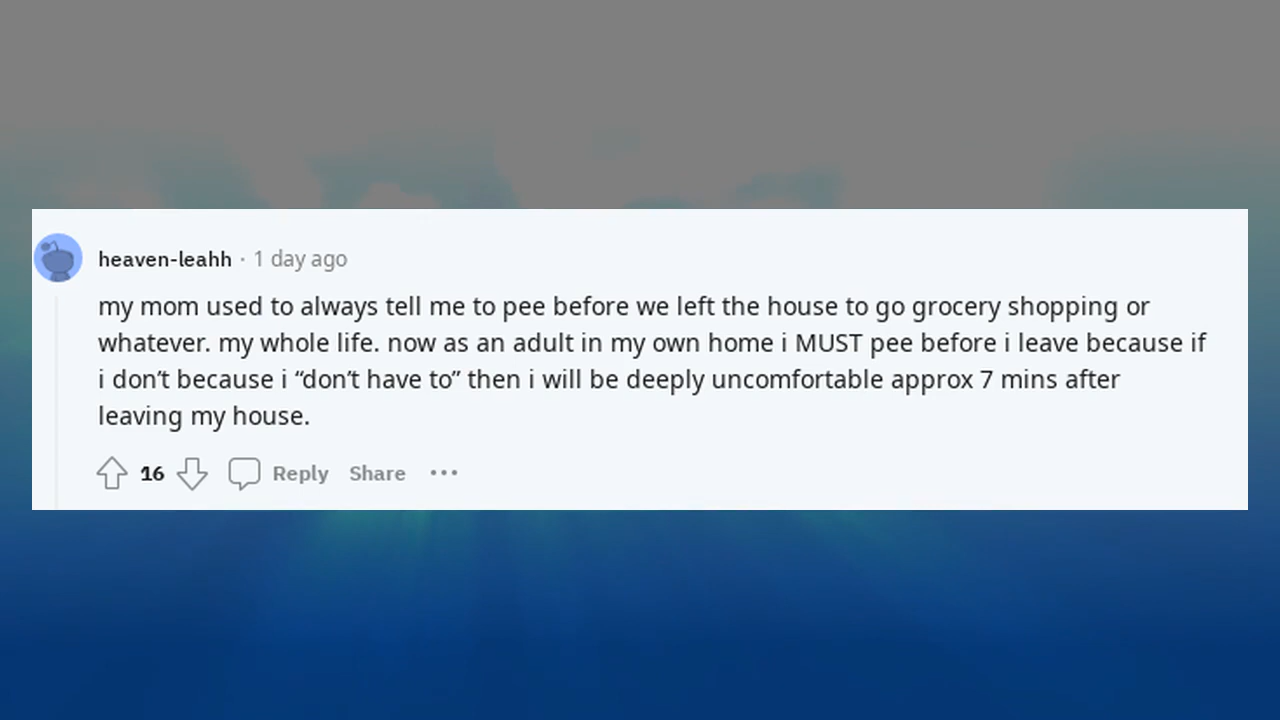 heaven-leahh · 1 day ago
my mom used to always tell me to pee before we left the house to go grocery shopping or
whatever. my whole life. now as an adult in my own home i MUST pee before i leave because if
i don’t because i “don’t have to” then i will be deeply uncomfortable approx 7 mins after
leaving my house.
16 Reply Share